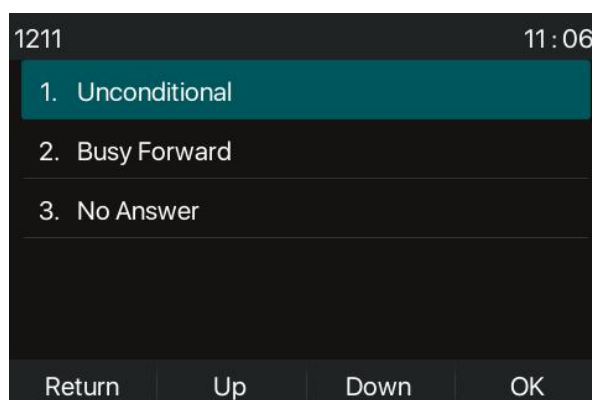 1211 11:06
1. Unconditional
2. Busy Forward
3. No Answer
Return Up Down OK